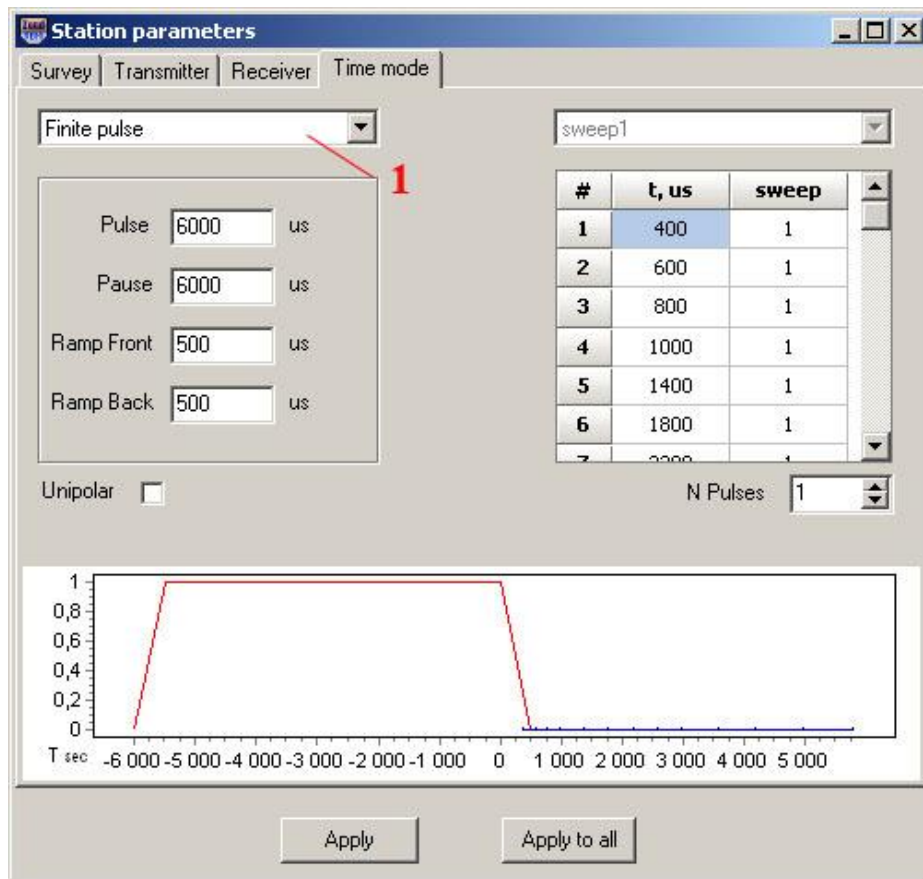 Station parameters
Survey Transmitter Receiver Time mode
Finite pulse
sweep1
1
Pulse 6000 us
Pause 6000 us
Ramp Front 500 us
Ramp Back 500 us
# t, us sweep
1 400 1
2 600 1
3 800 1
4 1000 1
5 1400 1
6 1800 1
Unipolar
N Pulses 1
1
0,8
0,6
0,4
0,2
0
T sec -6 000 -5 000 -4 000 -3 000 -2 000 -1 000 0 1 000 2 000 3 000 4 000 5 000
Apply Apply to all